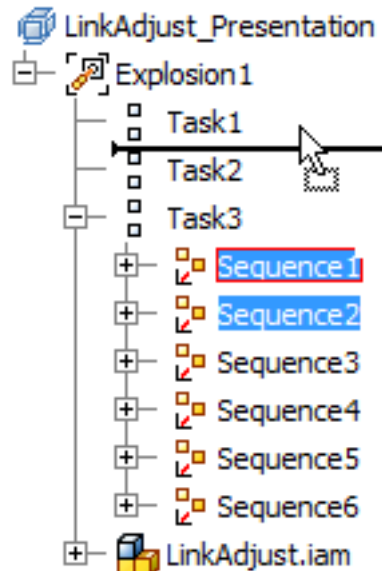 LinkAdjust_Presentation
Explosion1
Task1
Task2
Task3
Sequence1
Sequence2
Sequence3
Sequence4
Sequence5
Sequence6
LinkAdjust.iam